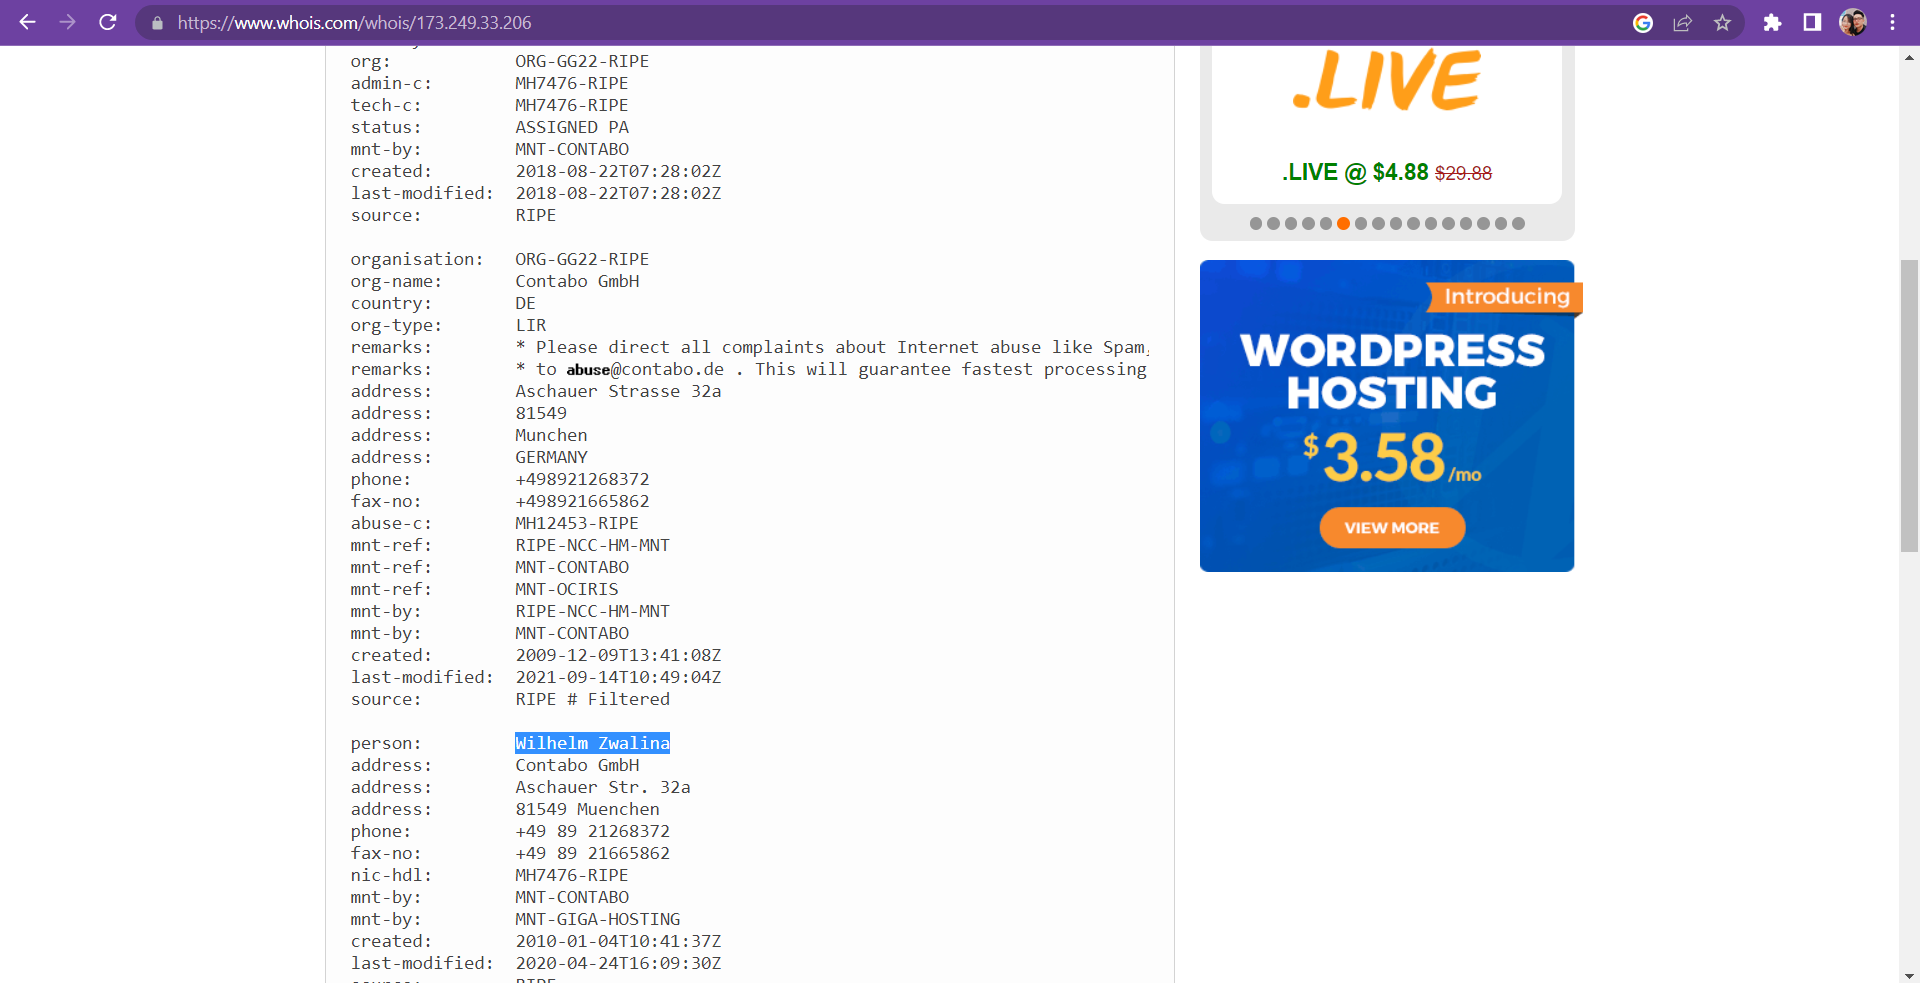 https://www.whois.com/whois/173.249.33.206
org: ORG-GG22-RIPE
admin-c: MH7476-RIPE
tech-c: MH7476-RIPE
status: ASSIGNED PA
mnt-by: MNT-CONTABO
created: 2018-08-22T07:28:02Z
last-modified: 2018-08-22T07:28:02Z
source: RIPE
organisation: ORG-GG22-RIPE
org-name: Contabo GmbH
country: DE
org-type: LIR
remarks: * Please direct all complaints about Internet abuse like Spam,
remarks: * to abuse@contabo.de . This will guarantee fastest processing
address: Aschauer Strasse 32a
address: 81549
address: Munchen
address: GERMANY
phone: +498921268372
fax-no: +498921665862
abuse-c: MH12453-RIPE
mnt-ref: RIPE-NCC-HM-MNT
mnt-ref: MNT-CONTABO
mnt-ref: MNT-OCIRIS
mnt-by: RIPE-NCC-HM-MNT
mnt-by: MNT-CONTABO
created: 2009-12-09T13:41:08Z
last-modified: 2021-09-14T10:49:04Z
source: RIPE # Filtered
person: Wilhelm Zwalina
address: Contabo GmbH
address: Aschauer Str. 32a
address: 81549 Muenchen
phone: +49 89 21268372
fax-no: +49 89 21665862
nic-hdl: MH7476-RIPE
mnt-by: MNT-CONTABO
mnt-by: MNT-GIGA-HOSTING
created: 2010-01-04T10:41:37Z
last-modified: 2020-04-24T16:09:30Z
.LIVE
.LIVE @ $4.88 $29.88
Introducing
WORDPRESS
HOSTING
$3.58/mo
VIEW MORE